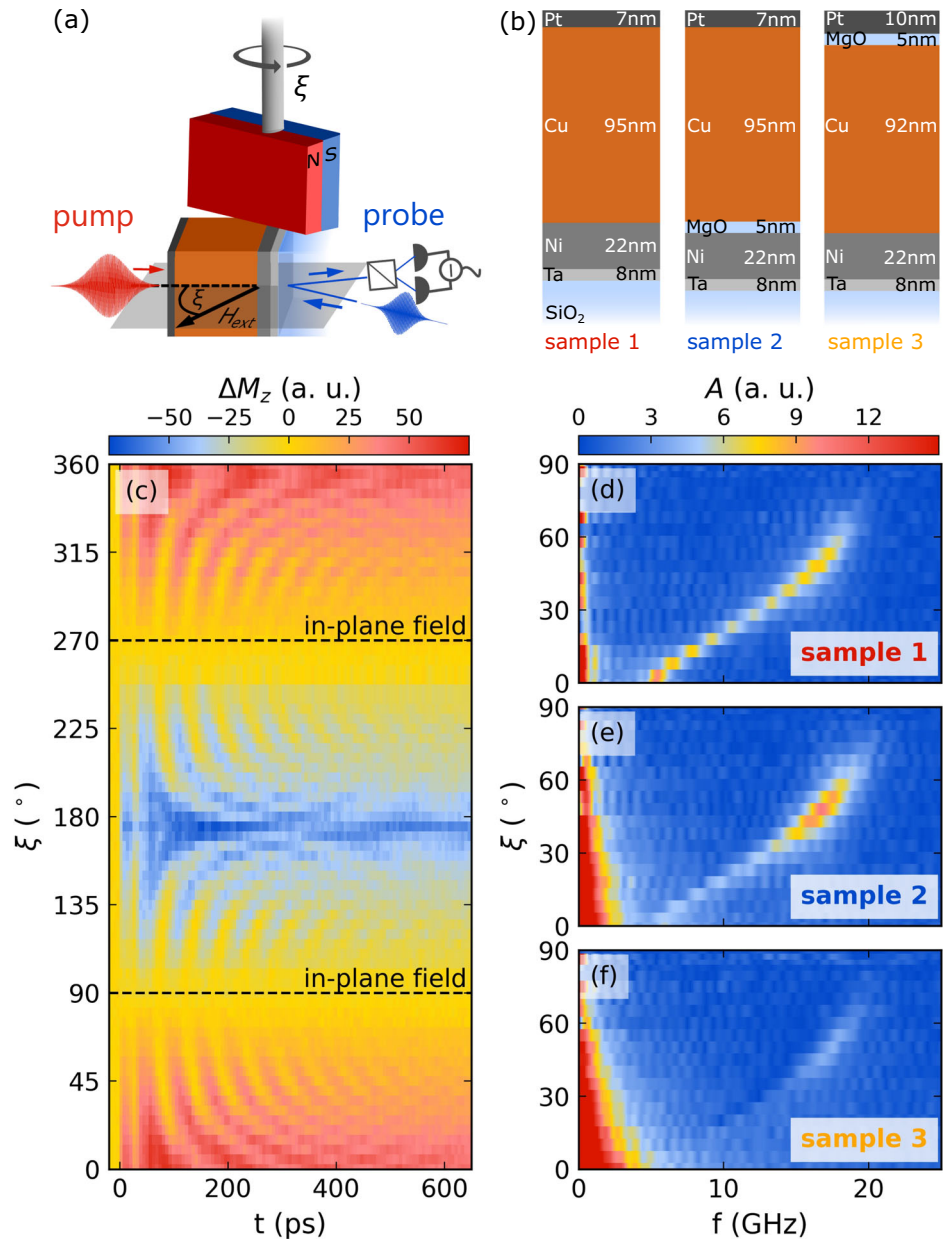 (a)
ξ
N S
pump
probe
ξ
H_ext
(b)
Pt 7nm
Cu 95nm
Ni 22nm
Ta 8nm
SiO₂
sample 1
Pt 7nm
Cu 95nm
MgO 5nm
Ni 22nm
Ta 8nm
sample 2
Pt 10nm
MgO 5nm
Cu 92nm
Ni 22nm
Ta 8nm
sample 3
ΔM_z (a. u.)
−50 −25 0 25 50
(c)
360
315
270
225
180
135
90
45
0
ξ (°)
in-plane field
in-plane field
0 200 400 600
t (ps)
A (a. u.)
0 3 6 9 12
(d)
90
60
30
0
sample 1
(e)
90
60
30
0
ξ (°)
sample 2
(f)
90
60
30
0
sample 3
0 10 20
f (GHz)